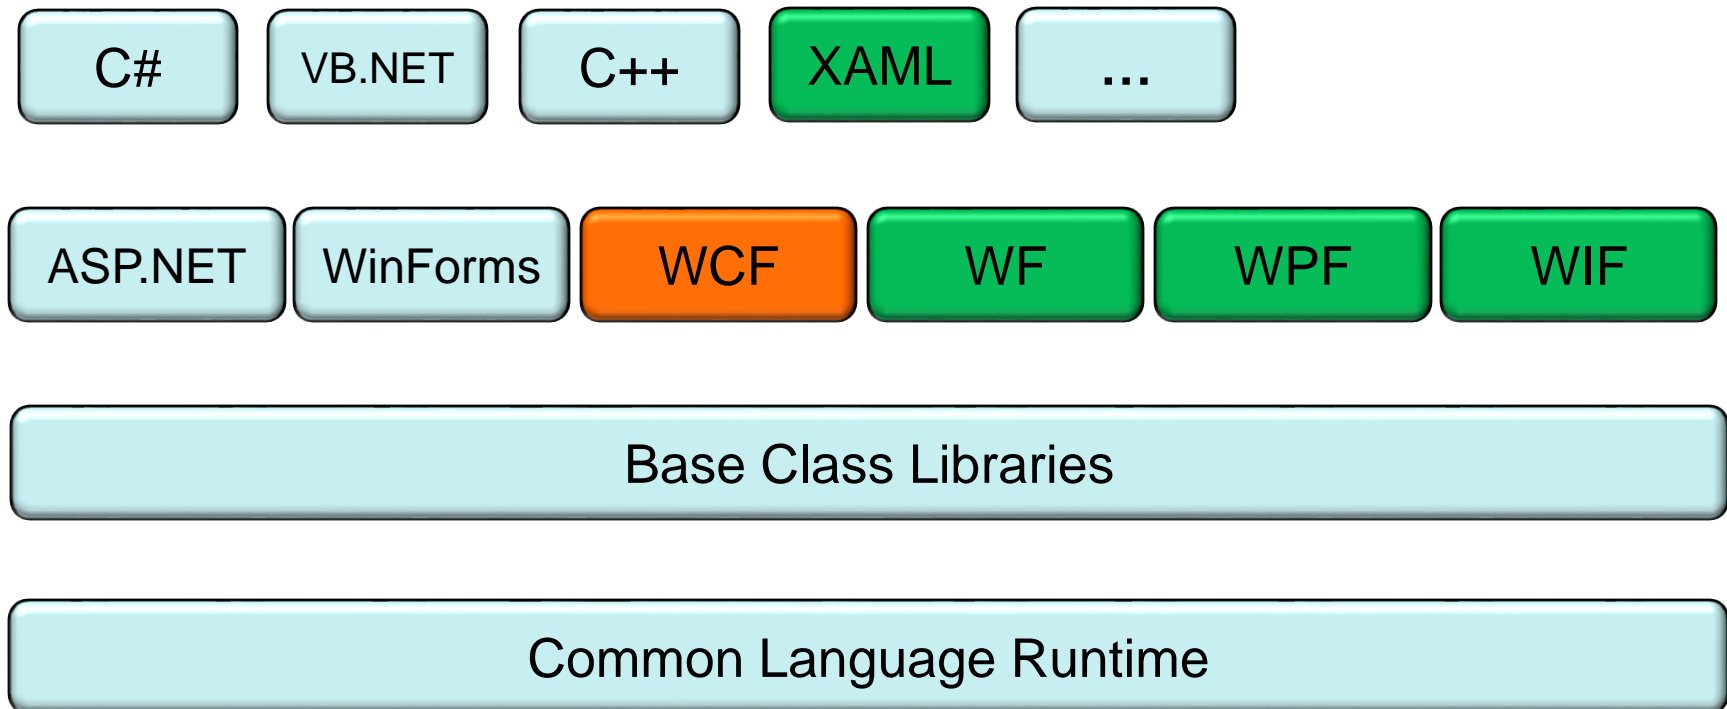 C#
VB.NET
C++
XAML
...
ASP.NET
WinForms
WCF
WF
WPF
WIF
Base Class Libraries
Common Language Runtime